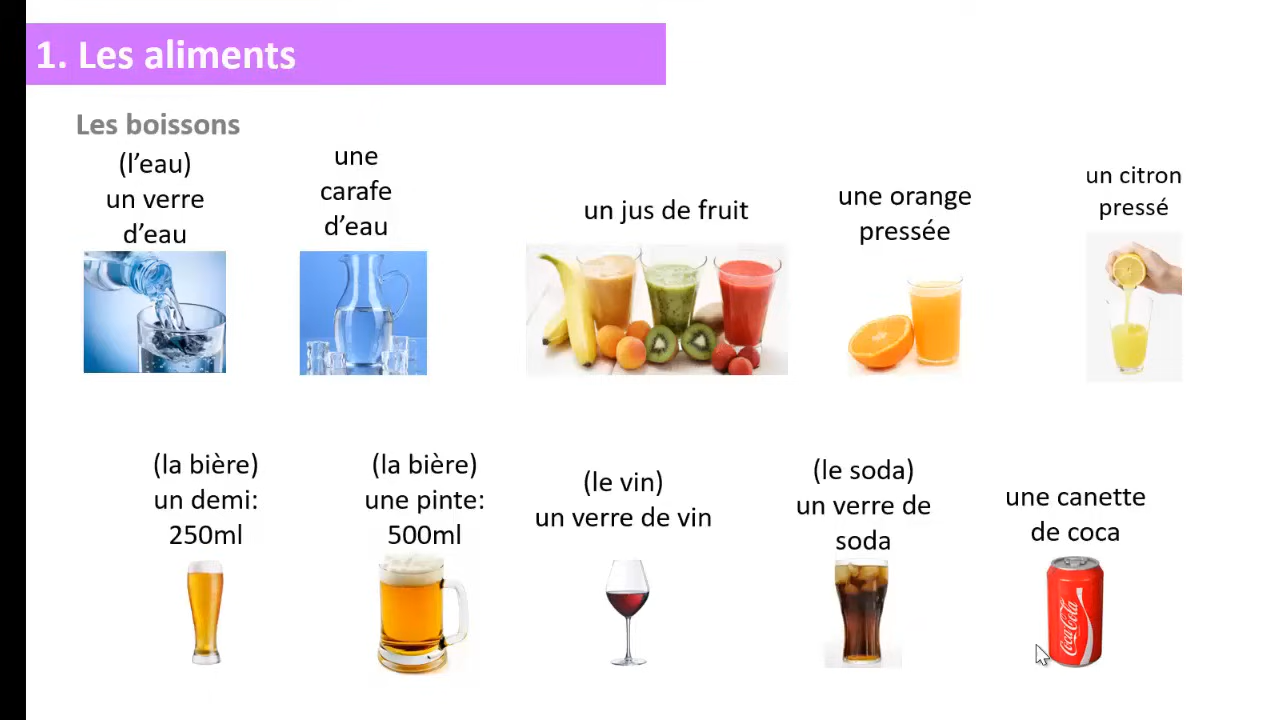 1. Les aliments
Les boissons
(l’eau)
un verre
d’eau
une
carafe
d’eau
un jus de fruit
une orange
pressée
un citron
pressé
(la bière)
un demi:
250ml
(la bière)
une pinte:
500ml
(le vin)
un verre de vin
(le soda)
un verre de
soda
une canette
de coca
Coca-Cola